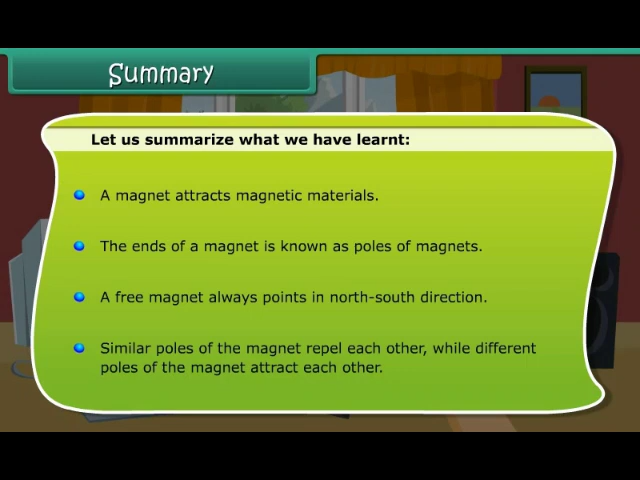 Summary
Let us summarize what we have learnt:
A magnet attracts magnetic materials.
The ends of a magnet is known as poles of magnets.
A free magnet always points in north-south direction.
Similar poles of the magnet repel each other, while different
poles of the magnet attract each other.